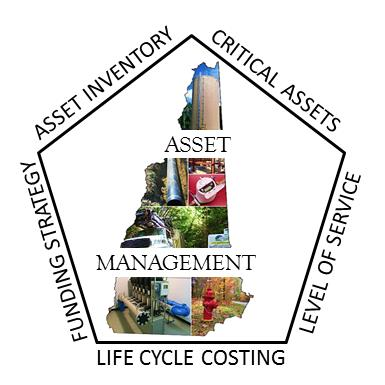 ASSET INVENTORY
CRITICAL ASSETS
ASSET
MANAGEMENT
FUNDING STRATEGY
LEVEL OF SERVICE
LIFE CYCLE COSTING